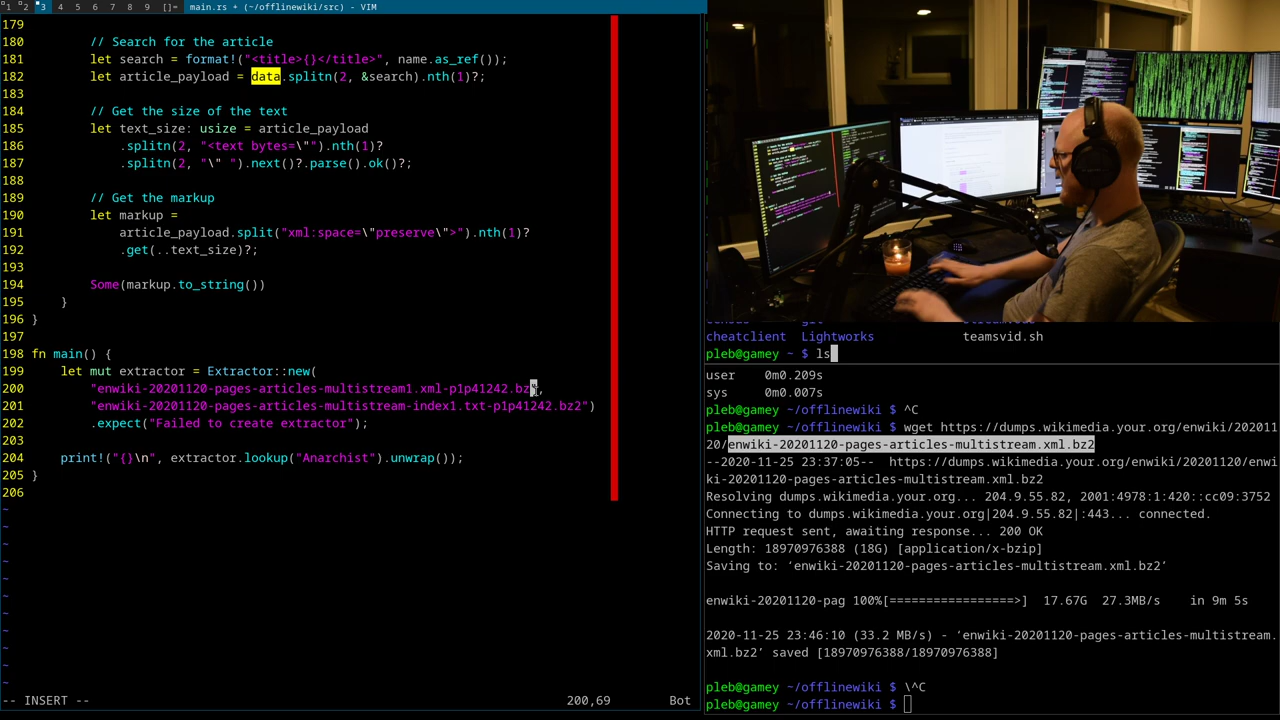 1 2 3 4 5 6 7 8 9 []= main.rs + (~/offlinewiki/src) - VIM
179
180 // Search for the article
181 let search = format!("<title>{}</title>", name.as_ref());
182 let article_payload = data.splitn(2, &search).nth(1)?;
183
184 // Get the size of the text
185 let text_size: usize = article_payload
186 .splitn(2, "<text bytes=\"").nth(1)?
187 .splitn(2, "\" ").next()?.parse().ok()?;
188
189 // Get the markup
190 let markup =
191 article_payload.split("xml:space=\"preserve\">").nth(1)?
192 .get(..text_size)?;
193
194 Some(markup.to_string())
195 }
196 }
197
198 fn main() {
199 let mut extractor = Extractor::new(
200 "enwiki-20201120-pages-articles-multistream1.xml-p1p41242.bz",
201 "enwiki-20201120-pages-articles-multistream-index1.txt-p1p41242.bz2")
202 .expect("Failed to create extractor");
203
204 print!("{}\n", extractor.lookup("Anarchist").unwrap());
205 }
206
~
~
~
~
~
~
~
~
~
~
~
-- INSERT -- 200,69 Bot
cheatclient Lightworks teamsvid.sh
pleb@gamey ~ $ ls
user 0m0.209s
sys 0m0.007s
pleb@gamey ~/offlinewiki $ ^C
pleb@gamey ~/offlinewiki $ wget https://dumps.wikimedia.your.org/enwiki/202011
20/enwiki-20201120-pages-articles-multistream.xml.bz2
--2020-11-25 23:37:05-- https://dumps.wikimedia.your.org/enwiki/20201120/enwi
ki-20201120-pages-articles-multistream.xml.bz2
Resolving dumps.wikimedia.your.org... 204.9.55.82, 2001:4978:1:420::cc09:3752
Connecting to dumps.wikimedia.your.org|204.9.55.82|:443... connected.
HTTP request sent, awaiting response... 200 OK
Length: 18970976388 (18G) [application/x-bzip]
Saving to: ‘enwiki-20201120-pages-articles-multistream.xml.bz2’
enwiki-20201120-pag 100%[=================>] 17.67G 27.3MB/s in 9m 5s
2020-11-25 23:46:10 (33.2 MB/s) - ‘enwiki-20201120-pages-articles-multistream.
xml.bz2’ saved [18970976388/18970976388]
pleb@gamey ~/offlinewiki $ \^C
pleb@gamey ~/offlinewiki $